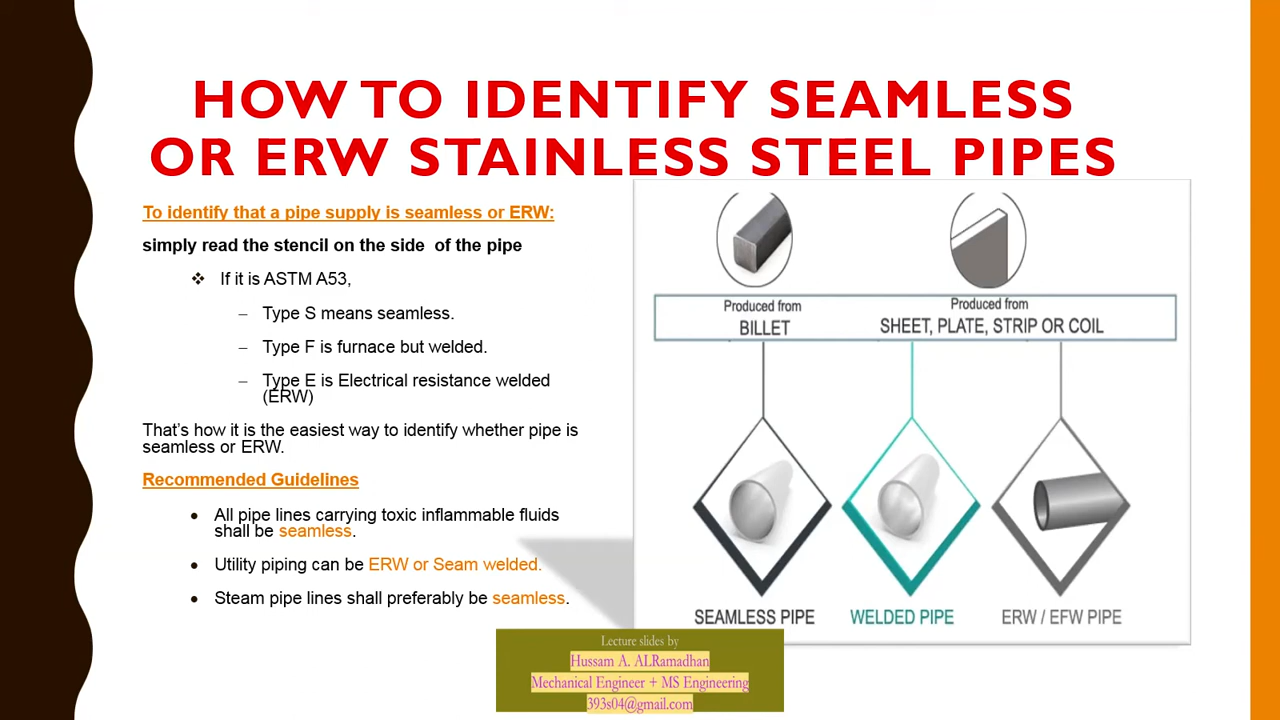 HOW TO IDENTIFY SEAMLESS
OR ERW STAINLESS STEEL PIPES
To identify that a pipe supply is seamless or ERW:
simply read the stencil on the side of the pipe
❖ If it is ASTM A53,
– Type S means seamless.
– Type F is furnace but welded.
– Type E is Electrical resistance welded
(ERW)
That's how it is the easiest way to identify whether pipe is
seamless or ERW.
Recommended Guidelines
• All pipe lines carrying toxic inflammable fluids
shall be seamless.
• Utility piping can be ERW or Seam welded.
• Steam pipe lines shall preferably be seamless.
Produced from
BILLET
Produced from
SHEET, PLATE, STRIP OR COIL
SEAMLESS PIPE
WELDED PIPE
ERW / EFW PIPE
Lecture slides by
Hussam A. ALRamadhan
Mechanical Engineer + MS Engineering
393s04@gmail.com